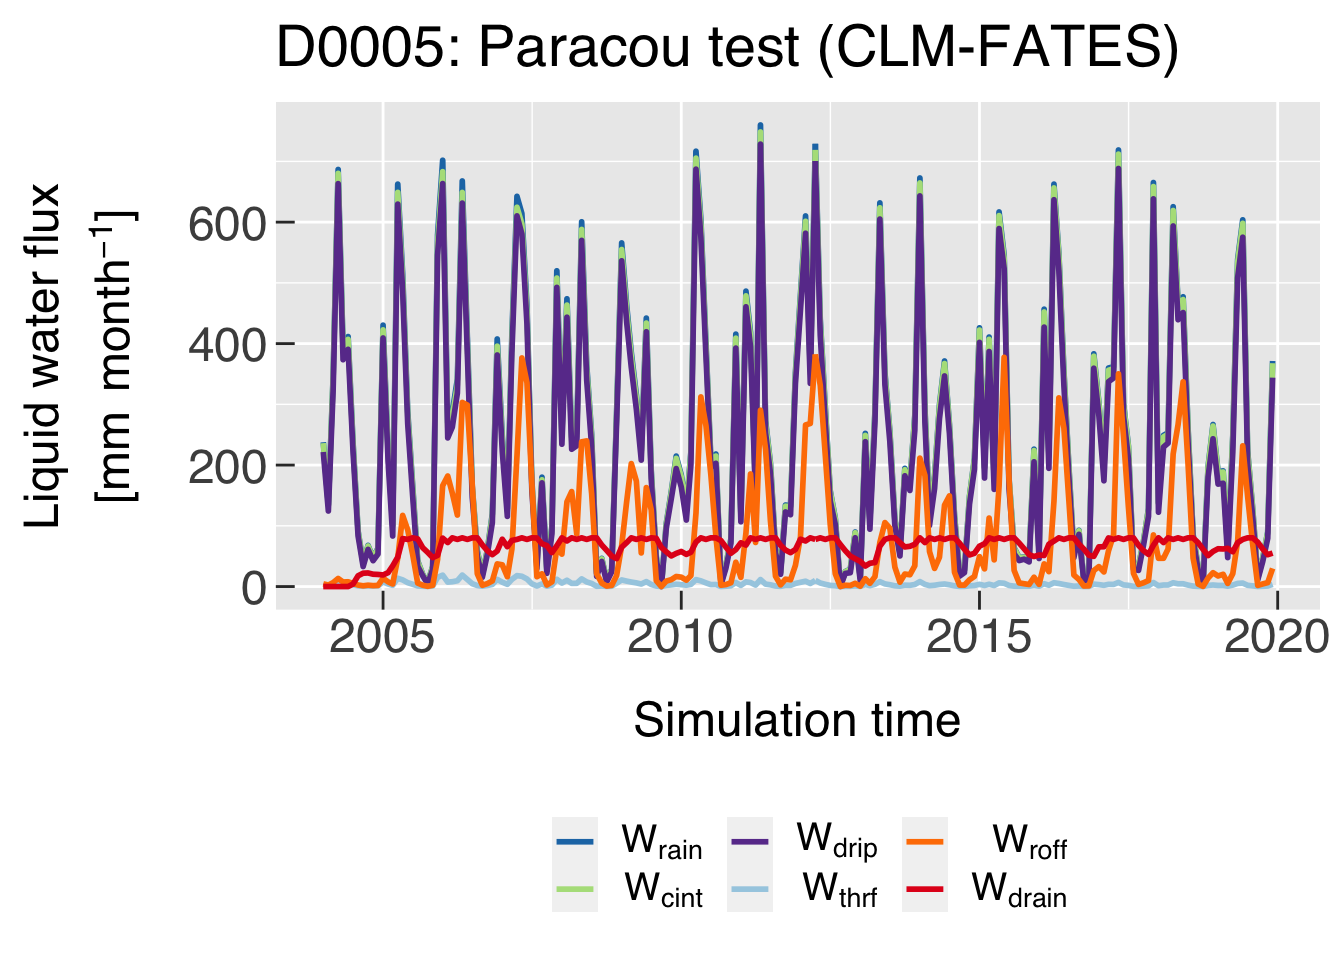 D0005: Paracou test (CLM-FATES)
Liquid water flux
[mm month⁻¹]
600
400
200
0
2005 2010 2015 2020
Simulation time
W_rain W_drip W_roff
W_cint W_thrf W_drain